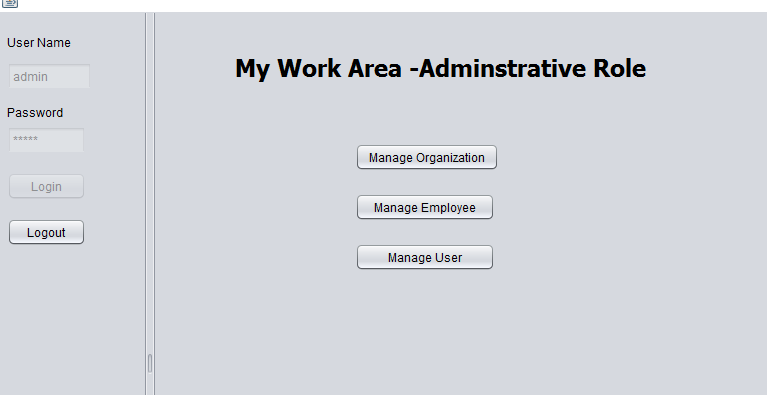 User Name
admin
Password
*****
Login
Logout
My Work Area -Adminstrative Role
Manage Organization
Manage Employee
Manage User